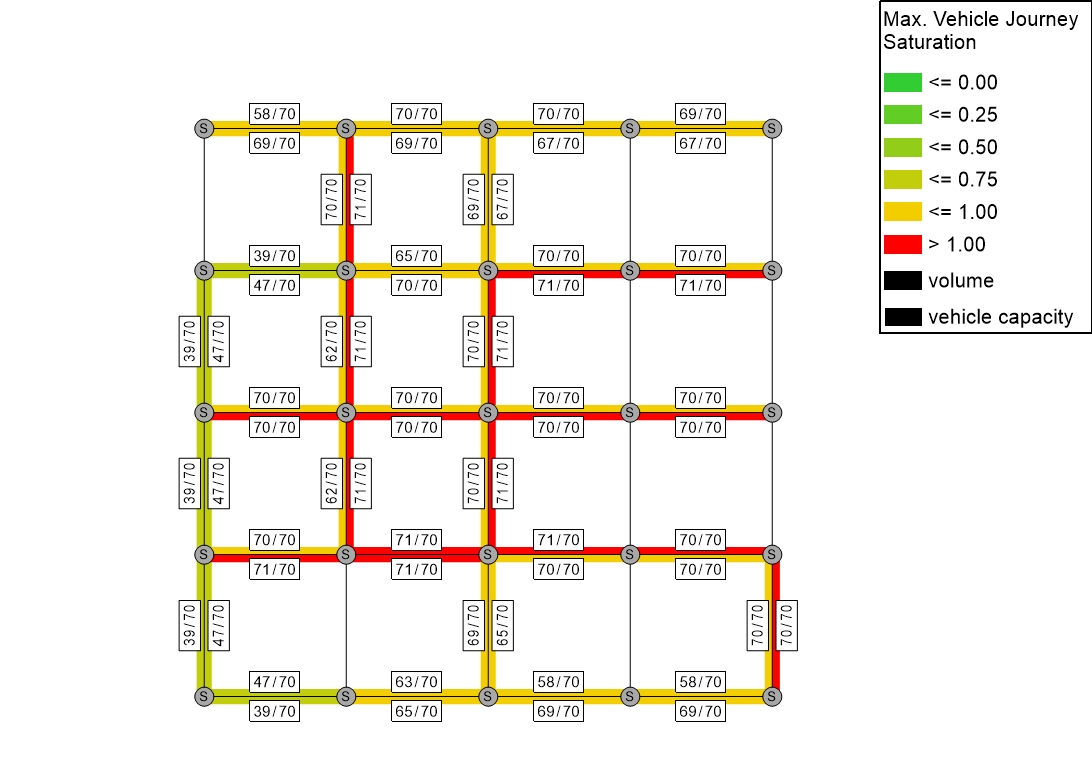 Max. Vehicle Journey
Saturation
<= 0.00
<= 0.25
<= 0.50
<= 0.75
<= 1.00
> 1.00
volume
vehicle capacity
58/70 70/70 70/70 69/70
S S S S S
69/70 69/70 67/70 67/70
70/70 71/70 69/70 67/70
39/70 65/70 70/70 70/70
S S S S S
47/70 70/70 71/70 71/70
39/70 47/70 62/70 71/70 70/70 71/70
70/70 70/70 70/70 70/70
S S S S S
70/70 70/70 70/70 70/70
39/70 47/70 62/70 71/70 70/70 71/70
70/70 71/70 71/70 70/70
S S S S S
71/70 71/70 70/70 70/70
39/70 47/70 69/70 65/70 70/70 70/70
47/70 63/70 58/70 58/70
S S S S S
39/70 65/70 69/70 69/70